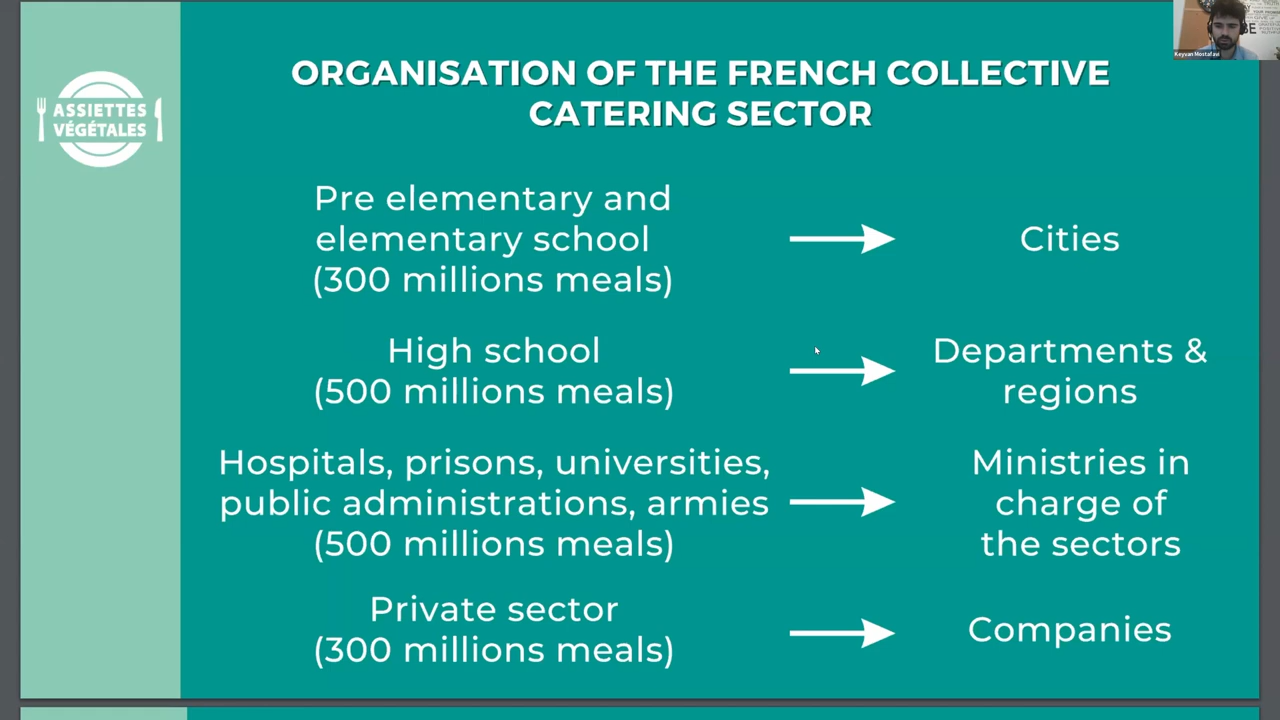 ASSIETTES
VÉGÉTALES
ORGANISATION OF THE FRENCH COLLECTIVE
CATERING SECTOR
Pre elementary and
elementary school
(300 millions meals)
Cities
High school
(500 millions meals)
Departments &
regions
Hospitals, prisons, universities,
public administrations, armies
(500 millions meals)
Ministries in
charge of
the sectors
Private sector
(300 millions meals)
Companies
Keyvan Mostafavi